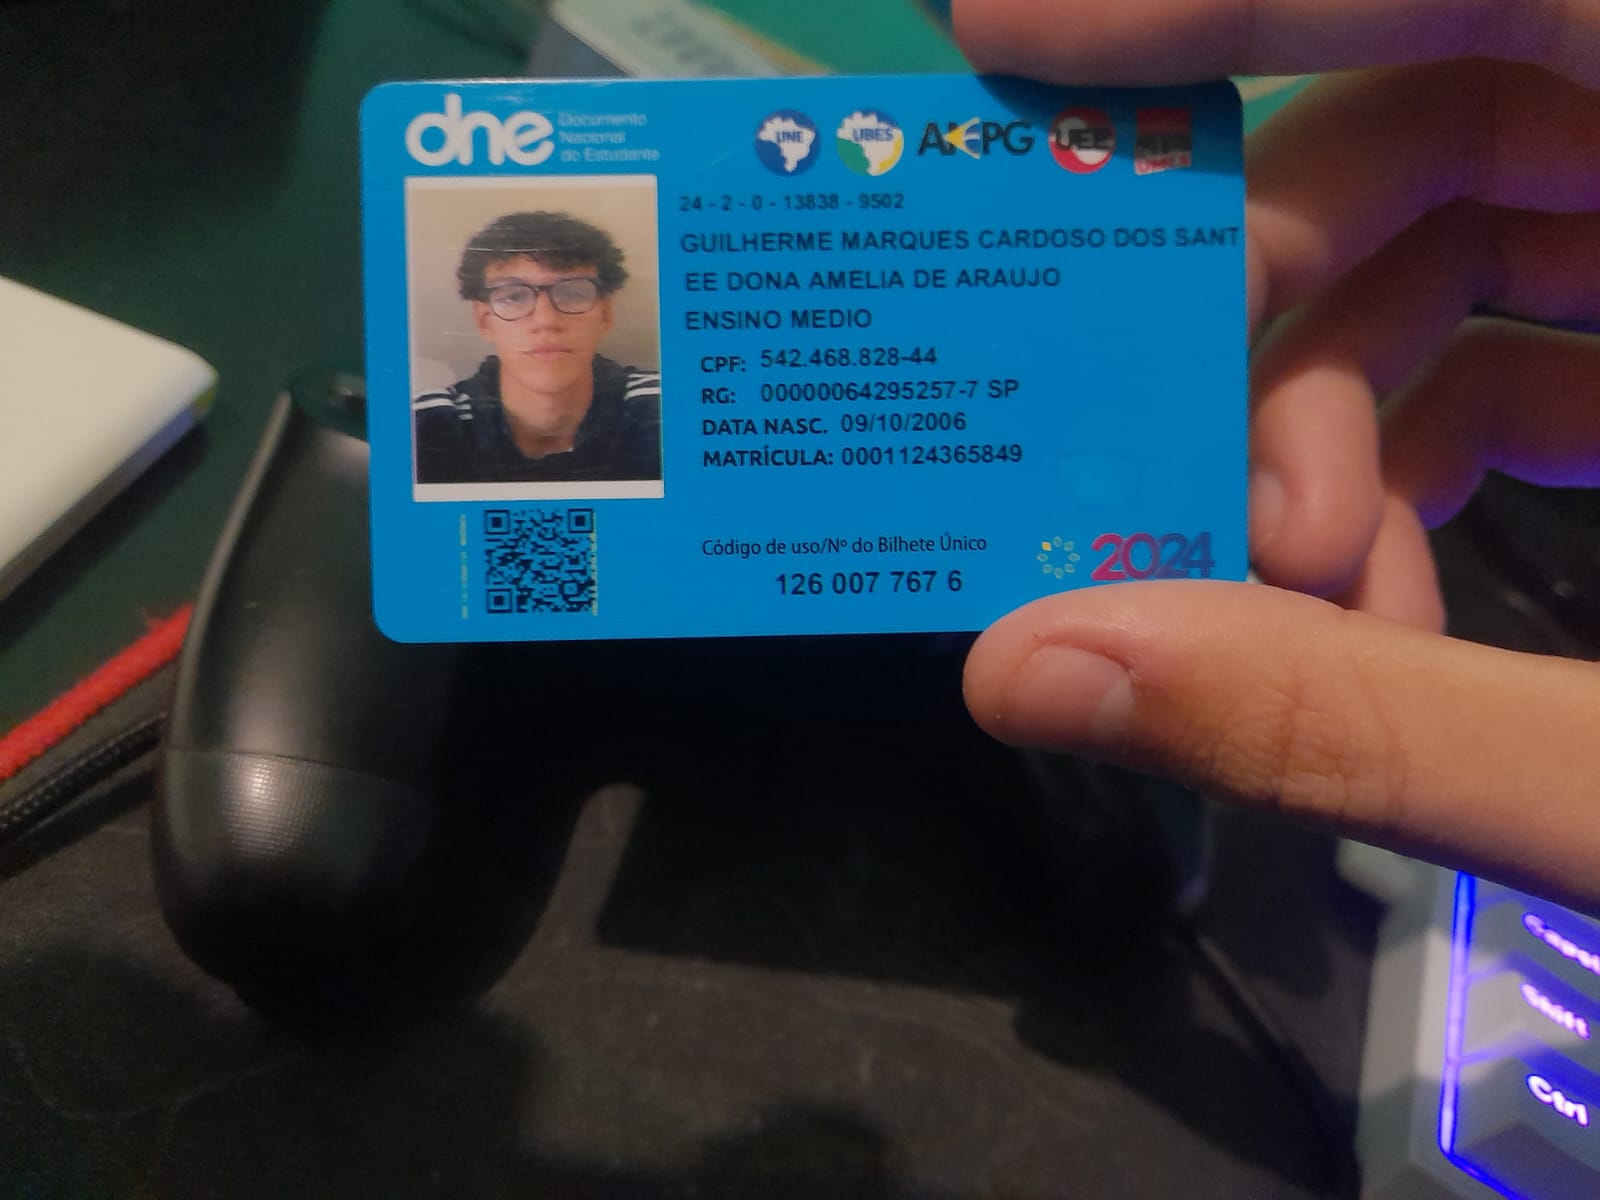 dne Documento
Nacional
do Estudante
UNE UBES ANPG UEE
24 - 2 - 0 - 13838 - 9502
GUILHERME MARQUES CARDOSO DOS SANT
EE DONA AMELIA DE ARAUJO
ENSINO MEDIO
CPF: 542.468.828-44
RG: 00000064295257-7 SP
DATA NASC. 09/10/2006
MATRÍCULA: 0001124365849
Código de uso/Nº do Bilhete Único
126 007 767 6
2024
Shift
Ctrl